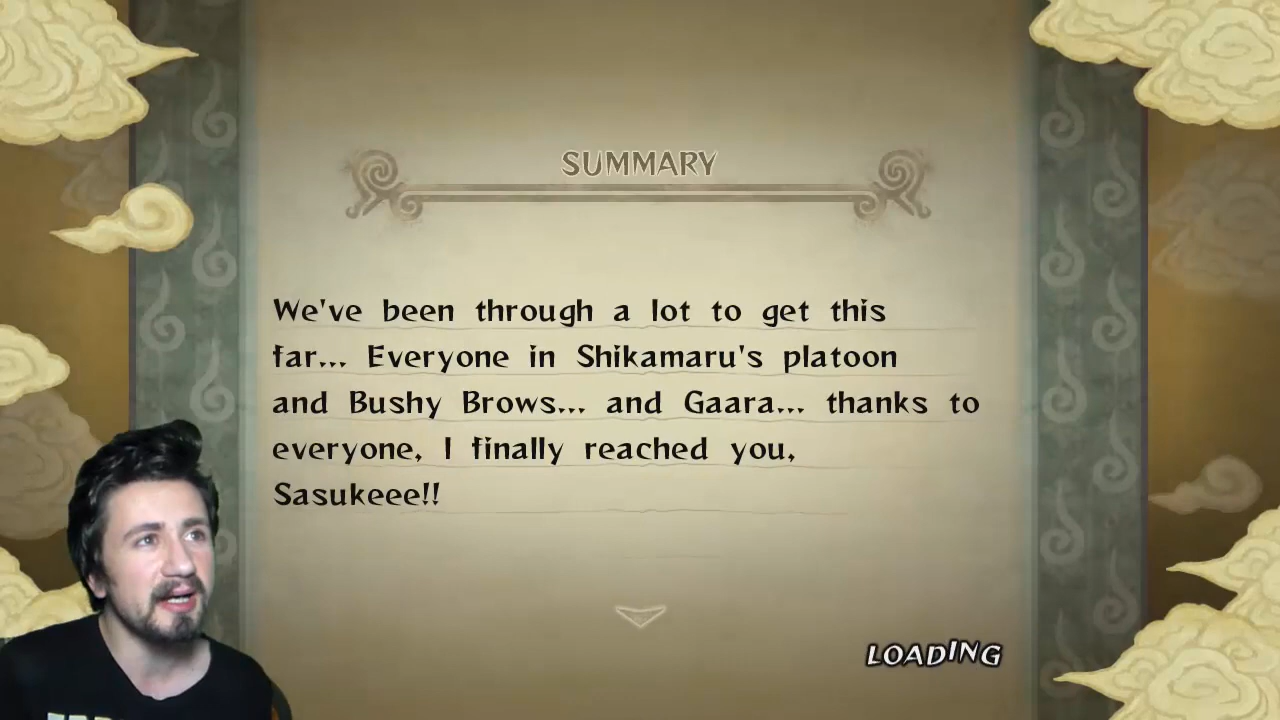 SUMMARY
We've been through a lot to get this
far... Everyone in Shikamaru's platoon
and Bushy Brows... and Gaara... thanks to
everyone, I finally reached you,
Sasukeee!!
LOADING